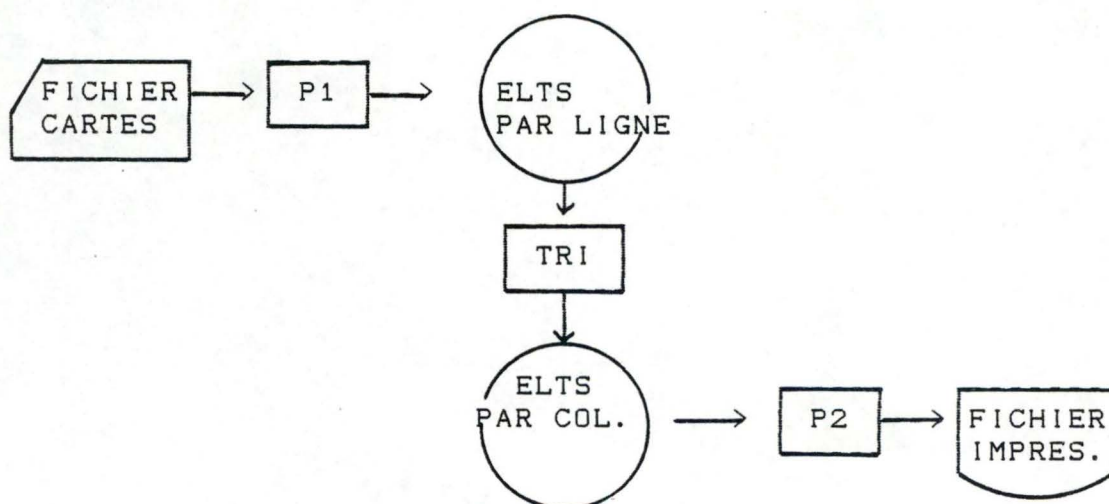 FICHIER
CARTES
P1
ELTS
PAR LIGNE
TRI
ELTS
PAR COL.
P2
FICHIER
IMPRES.